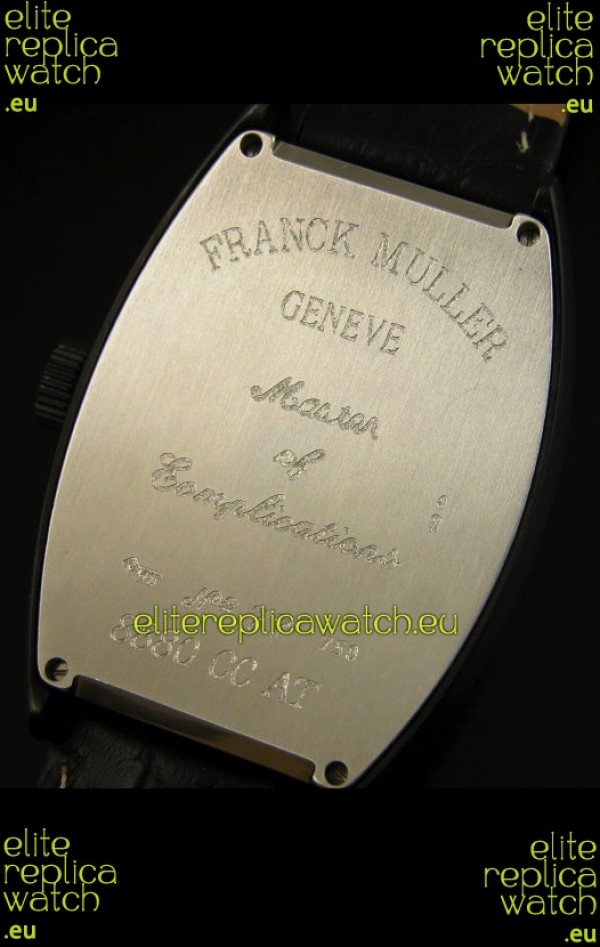 elite
replica
watch
.eu
elite
replica
watch
.eu
FRANCK MULLER
GENEVE
Master
of
Complications
elitereplicawatch.eu
8880 CC AT
elite
replica
watch
.eu
elite
replica
watch
.eu